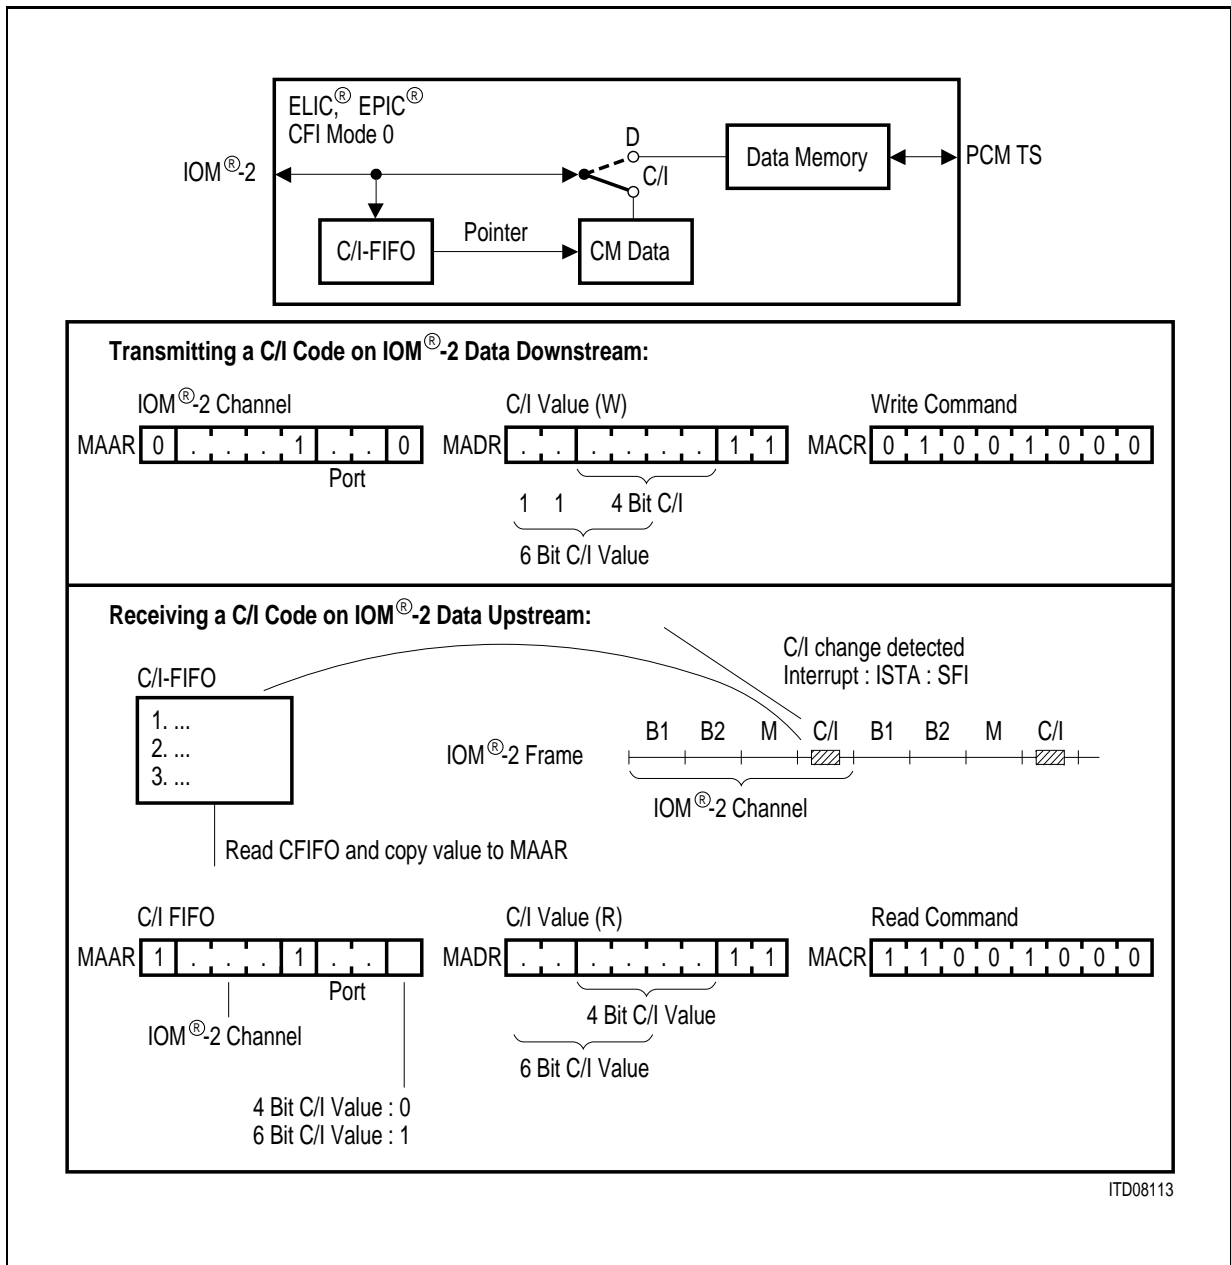 ELIC,® EPIC®
CFI Mode 0
IOM®-2
D
C/I
Data Memory
PCM TS
C/I-FIFO
Pointer
CM Data
Transmitting a C/I Code on IOM®-2 Data Downstream:
IOM®-2 Channel
C/I Value (W)
Write Command
MAAR 0 . . . 1 . . 0
MADR . . . . . . 1 1
MACR 0 1 0 0 1 0 0 0
Port
1 1 4 Bit C/I
6 Bit C/I Value
Receiving a C/I Code on IOM®-2 Data Upstream:
C/I change detected
Interrupt : ISTA : SFI
C/I-FIFO
1. ...
2. ...
3. ...
B1 B2 M C/I B1 B2 M C/I
IOM®-2 Frame
IOM®-2 Channel
Read CFIFO and copy value to MAAR
C/I FIFO
C/I Value (R)
Read Command
MAAR 1 . . . 1 . .
MADR . . . . . . 1 1
MACR 1 1 0 0 1 0 0 0
Port
IOM®-2 Channel
4 Bit C/I Value
6 Bit C/I Value
4 Bit C/I Value : 0
6 Bit C/I Value : 1
ITD08113